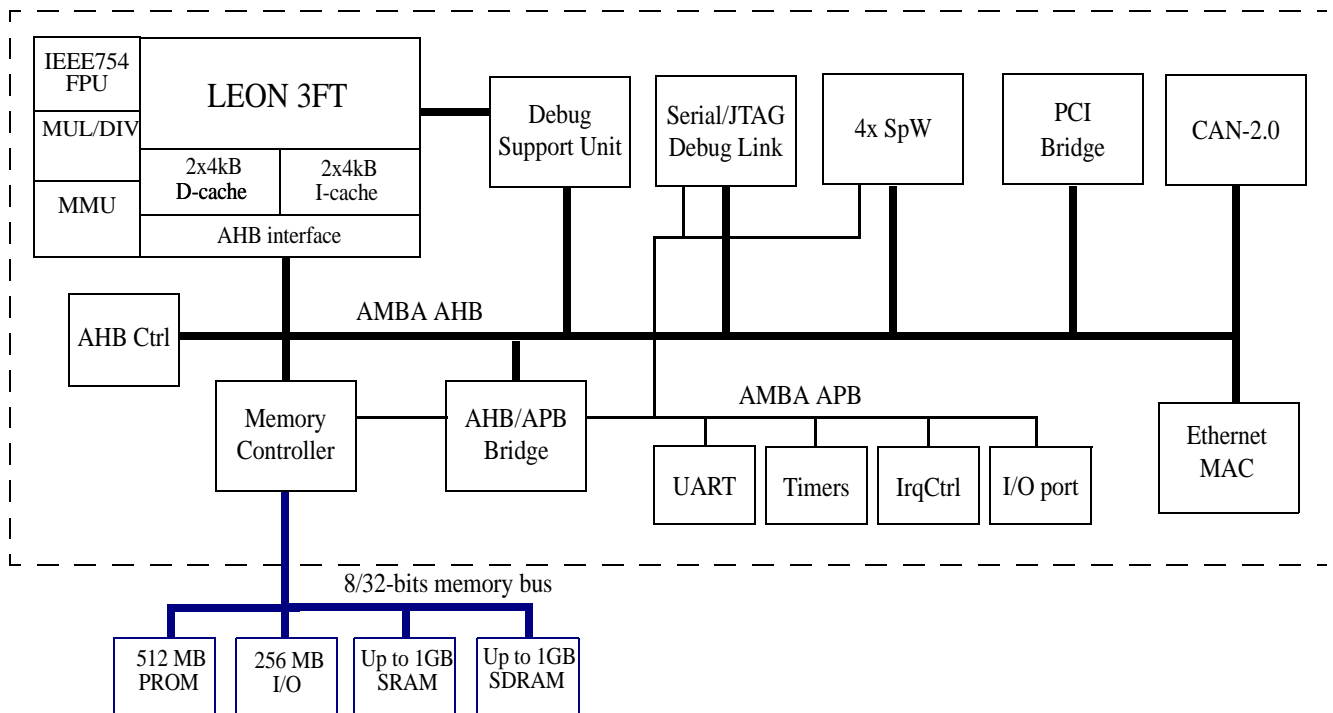 IEEE754
FPU
MUL/DIV
MMU
LEON 3FT
2x4kB
D-cache
2x4kB
I-cache
AHB interface
Debug
Support Unit
Serial/JTAG
Debug Link
4x SpW
PCI
Bridge
CAN-2.0
AHB Ctrl
AMBA AHB
Memory
Controller
AHB/APB
Bridge
AMBA APB
UART
Timers
IrqCtrl
I/O port
Ethernet
MAC
8/32-bits memory bus
512 MB
PROM
256 MB
I/O
Up to 1GB
SRAM
Up to 1GB
SDRAM